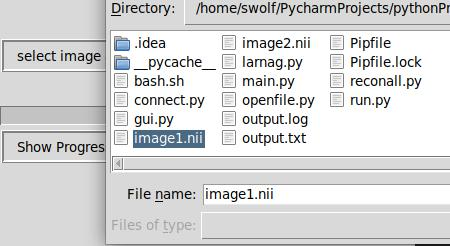 Directory: /home/swolf/PycharmProjects/pythonPr
.idea image2.nii Pipfile
select image __pycache__ larnag.py Pipfile.lock
bash.sh main.py reconall.py
connect.py openfile.py run.py
gui.py output.log
image1.nii output.txt
Show Progres
File name: image1.nii
Files of type: